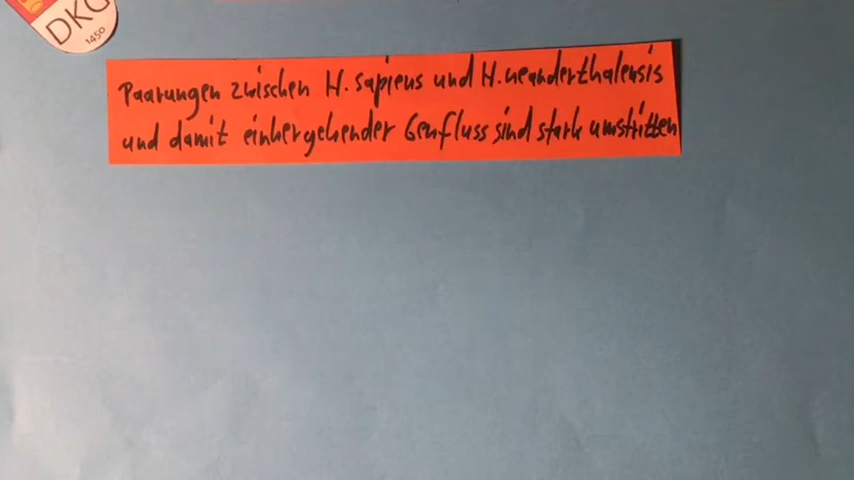 DKG
1450
Paarungen zwischen H. sapiens und H. neanderthalensis
und damit einhergehender Genfluss sind stark umstritten